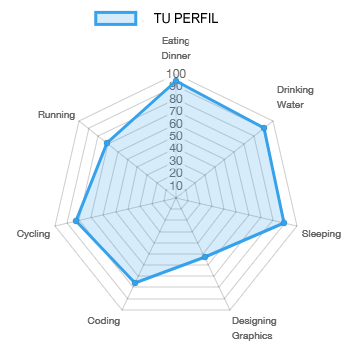 TU PERFIL
Eating
Dinner
Drinking
Water
Sleeping
Designing
Graphics
Coding
Cycling
Running
100
90
80
70
60
50
40
30
20
10